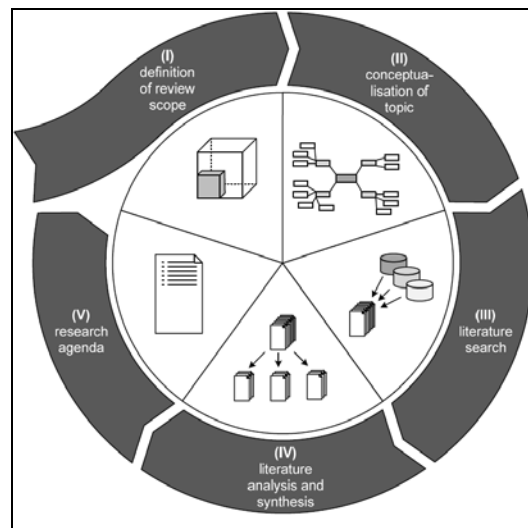 (I)
definition
of review
scope
(II)
conceptua-
lisation of
topic
(III)
literature
search
(IV)
literature
analysis and
synthesis
(V)
research
agenda